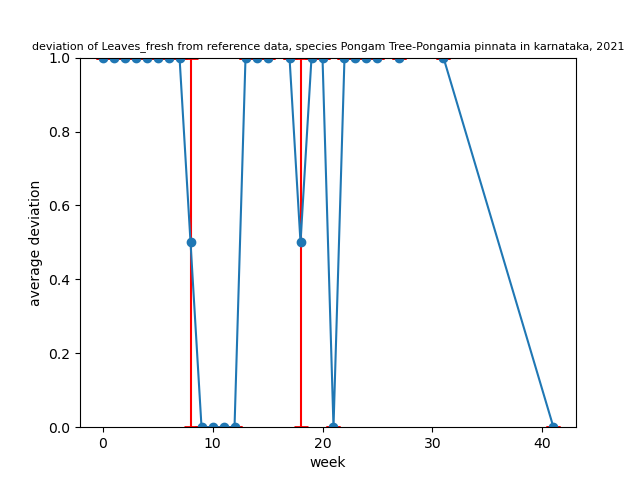 deviation of Leaves_fresh from reference data, species Pongam Tree-Pongamia pinnata in karnataka, 2021
1.0
0.8
0.6
0.4
0.2
0.0
average deviation
0 10 20 30 40
week